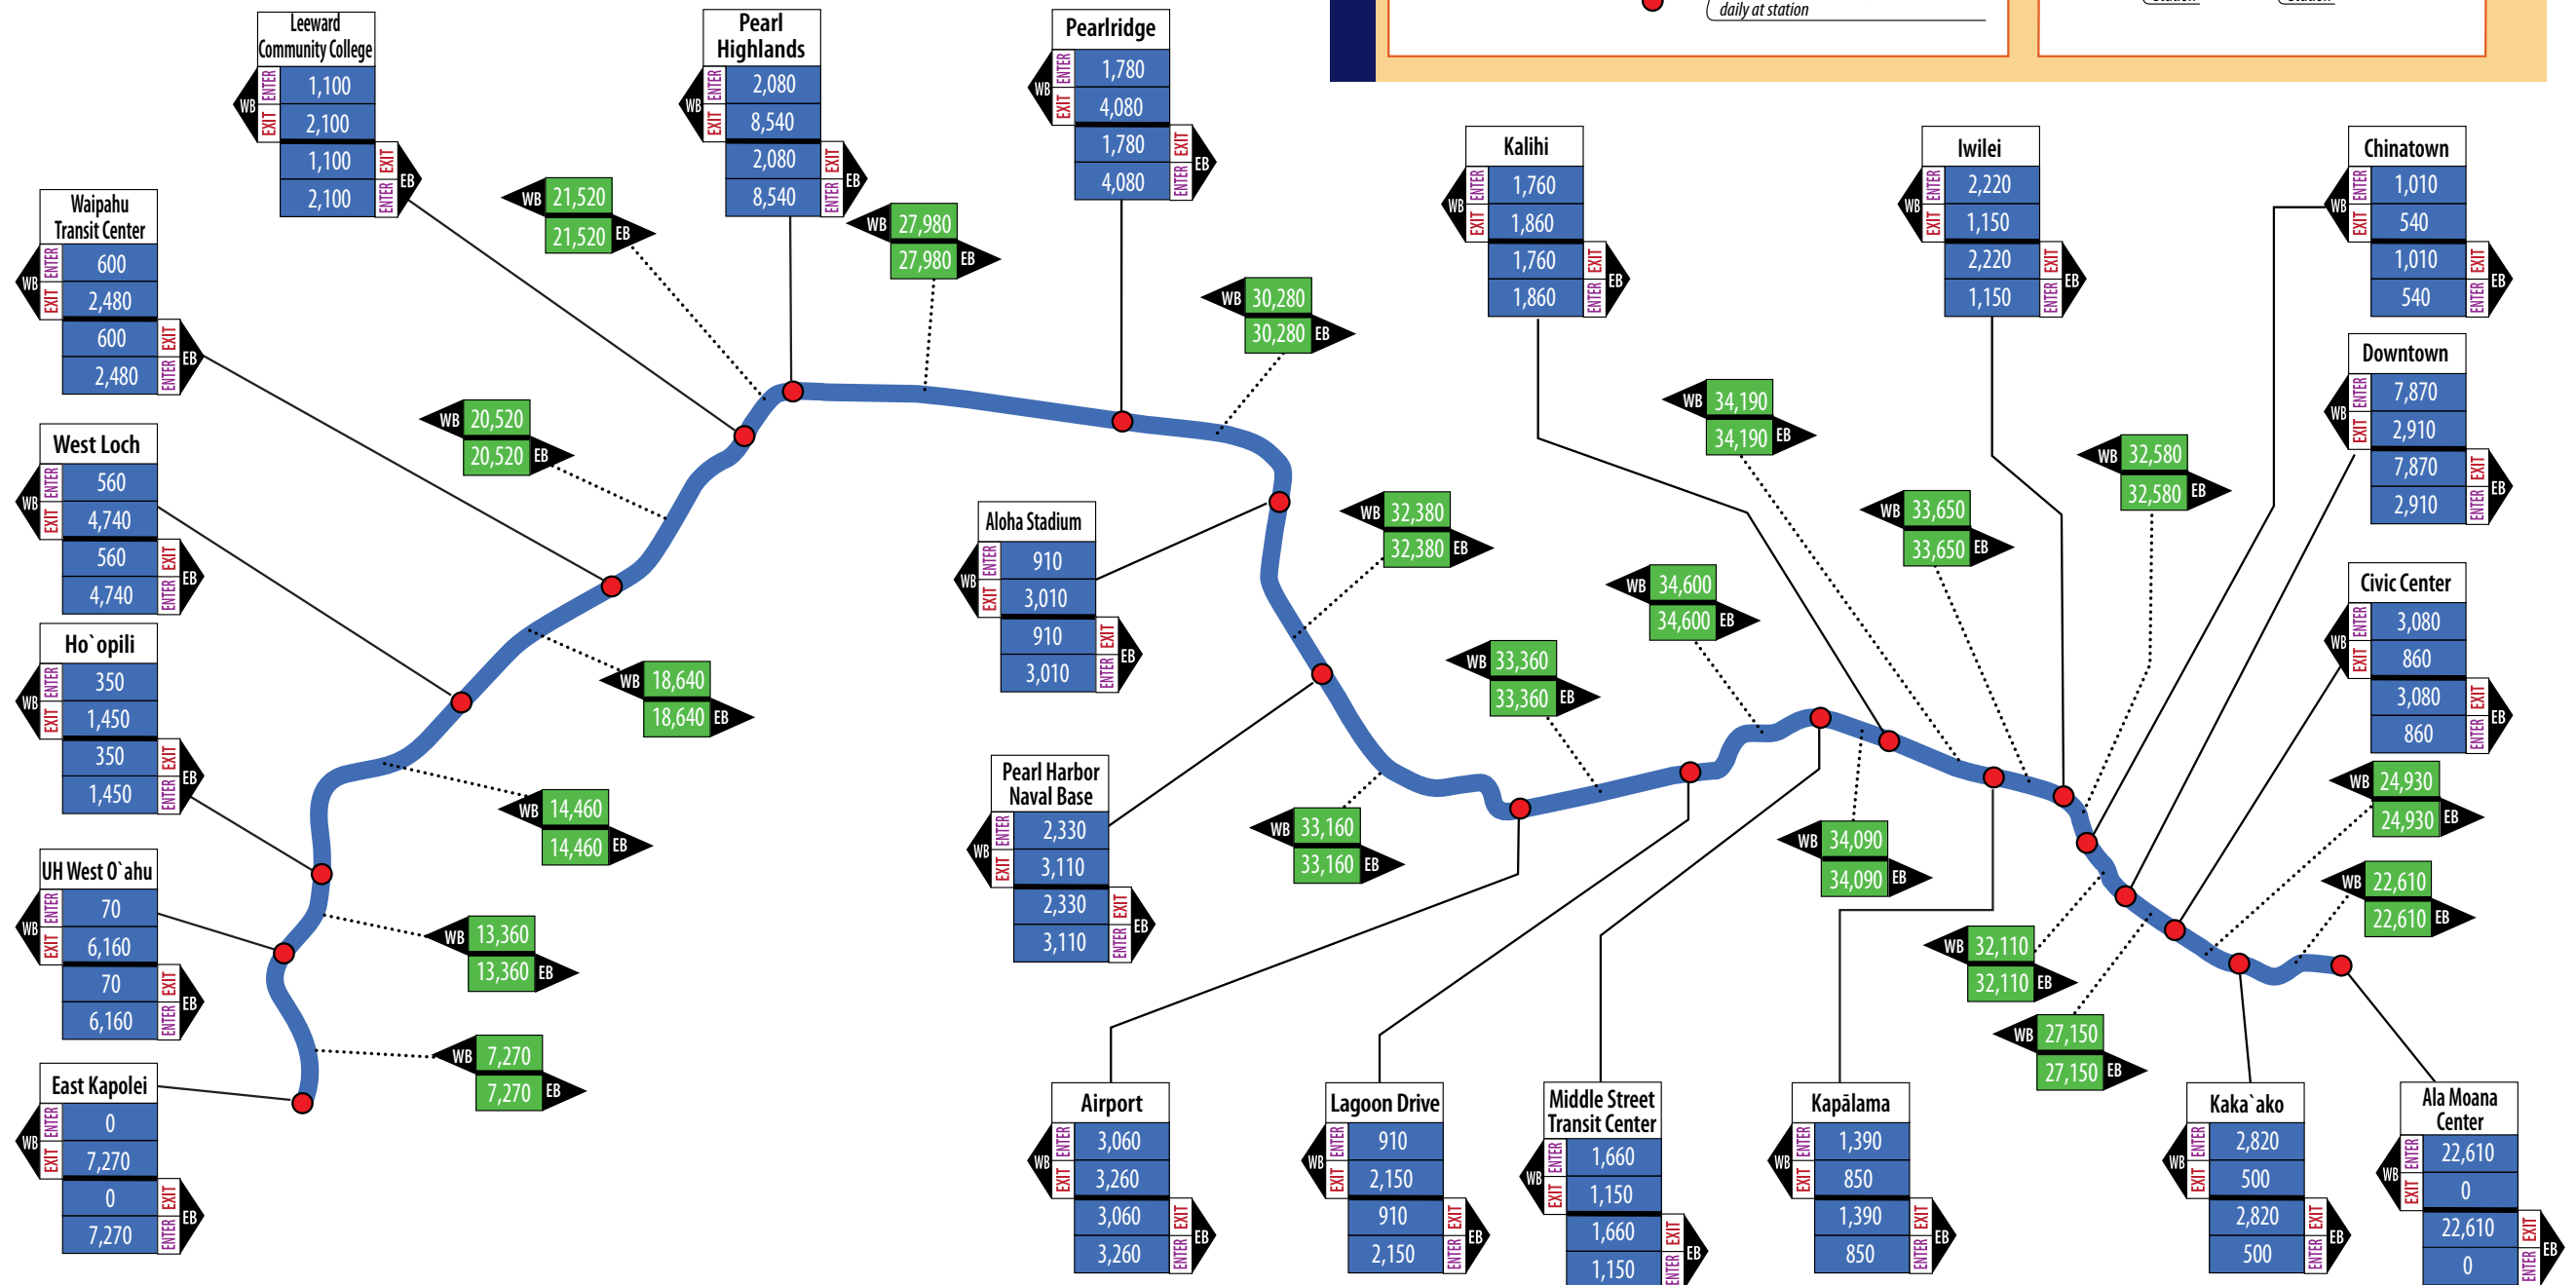 daily at station
Station
Station
Leeward
Community College
WB
ENTER
1,100
EXIT
2,100
1,100
EXIT
2,100
ENTER
EB
Pearl
Highlands
WB
ENTER
2,080
EXIT
8,540
2,080
EXIT
8,540
ENTER
EB
Pearlridge
WB
ENTER
1,780
EXIT
4,080
1,780
EXIT
4,080
ENTER
EB
Kalihi
WB
ENTER
1,760
EXIT
1,860
1,760
EXIT
1,860
ENTER
EB
Iwilei
WB
ENTER
2,220
EXIT
1,150
2,220
EXIT
1,150
ENTER
EB
Chinatown
WB
ENTER
1,010
EXIT
540
1,010
EXIT
540
ENTER
EB
Waipahu
Transit Center
WB
ENTER
600
EXIT
2,480
600
EXIT
2,480
ENTER
EB
WB 21,520
21,520 EB
WB 27,980
27,980 EB
WB 30,280
30,280 EB
Downtown
WB
ENTER
7,870
EXIT
2,910
7,870
EXIT
2,910
ENTER
EB
West Loch
WB
ENTER
560
EXIT
4,740
560
EXIT
4,740
ENTER
EB
WB 20,520
20,520 EB
WB 34,190
34,190 EB
WB 32,580
32,580 EB
WB 33,650
33,650 EB
Aloha Stadium
WB
ENTER
910
EXIT
3,010
910
EXIT
3,010
ENTER
EB
WB 32,380
32,380 EB
WB 34,600
34,600 EB
Civic Center
WB
ENTER
3,080
EXIT
860
3,080
EXIT
860
ENTER
EB
Ho`opili
WB
ENTER
350
EXIT
1,450
350
EXIT
1,450
ENTER
EB
WB 18,640
18,640 EB
WB 33,360
33,360 EB
WB 14,460
14,460 EB
Pearl Harbor
Naval Base
WB
ENTER
2,330
EXIT
3,110
2,330
EXIT
3,110
ENTER
EB
WB 33,160
33,160 EB
WB 34,090
34,090 EB
WB 24,930
24,930 EB
WB 22,610
22,610 EB
UH West O`ahu
WB
ENTER
70
EXIT
6,160
70
EXIT
6,160
ENTER
EB
WB 13,360
13,360 EB
WB 32,110
32,110 EB
WB 27,150
27,150 EB
WB 7,270
7,270 EB
East Kapolei
WB
ENTER
0
EXIT
7,270
0
EXIT
7,270
ENTER
EB
Airport
WB
ENTER
3,060
EXIT
3,260
3,060
EXIT
3,260
ENTER
EB
Lagoon Drive
WB
ENTER
910
EXIT
2,150
910
EXIT
2,150
ENTER
EB
Middle Street
Transit Center
WB
ENTER
1,660
EXIT
1,150
1,660
EXIT
1,150
ENTER
EB
Kapālama
WB
ENTER
1,390
EXIT
850
1,390
EXIT
850
ENTER
EB
Kaka`ako
WB
ENTER
2,820
EXIT
500
2,820
EXIT
500
ENTER
EB
Ala Moana
Center
WB
ENTER
22,610
EXIT
0
22,610
EXIT
0
ENTER
EB